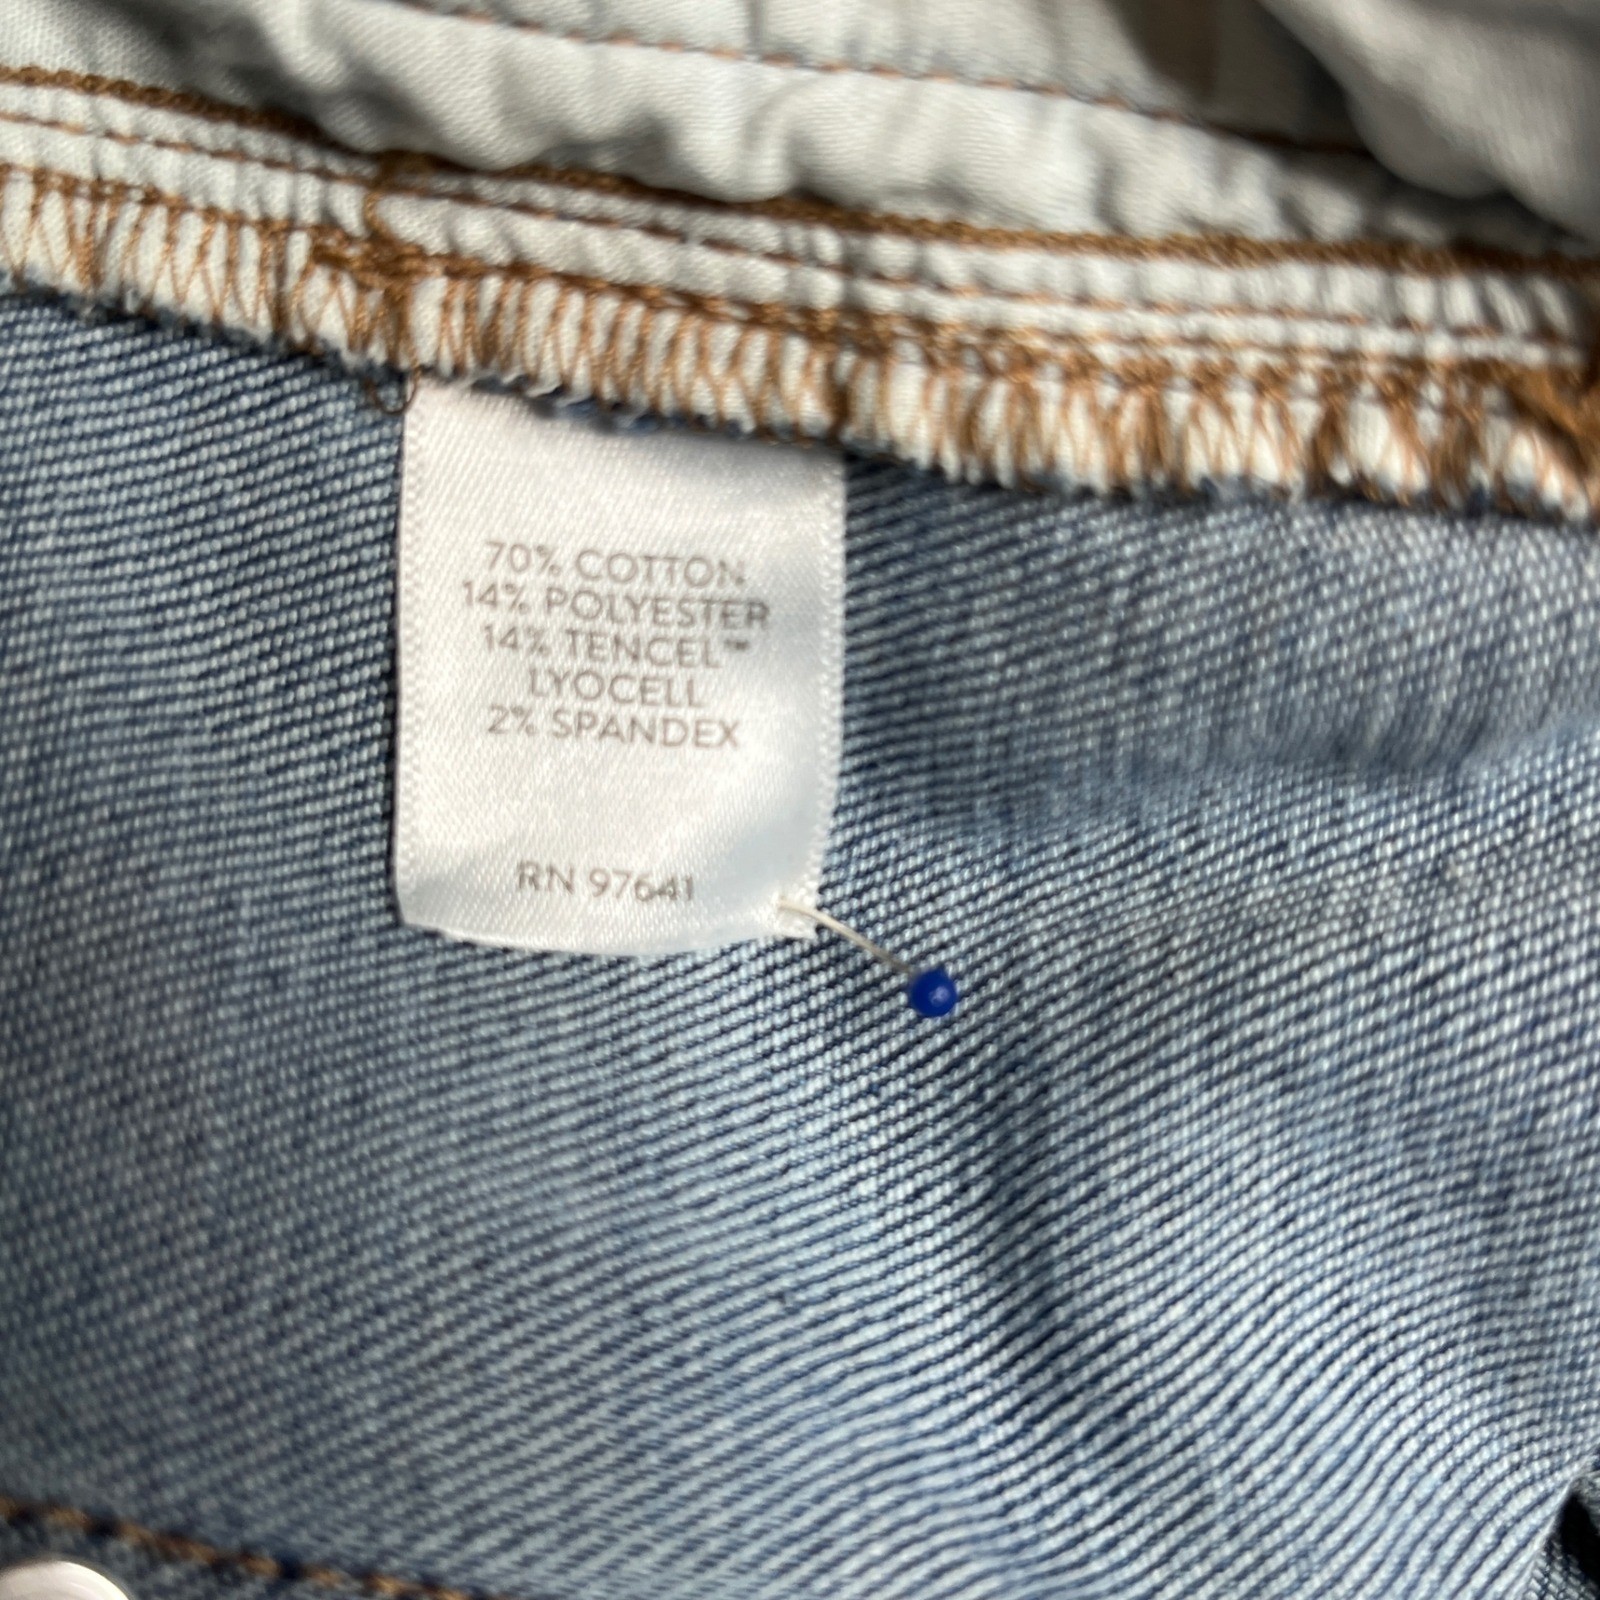 70% COTTON
14% POLYESTER
14% TENCEL™
LYOCELL
2% SPANDEX
RN 97641